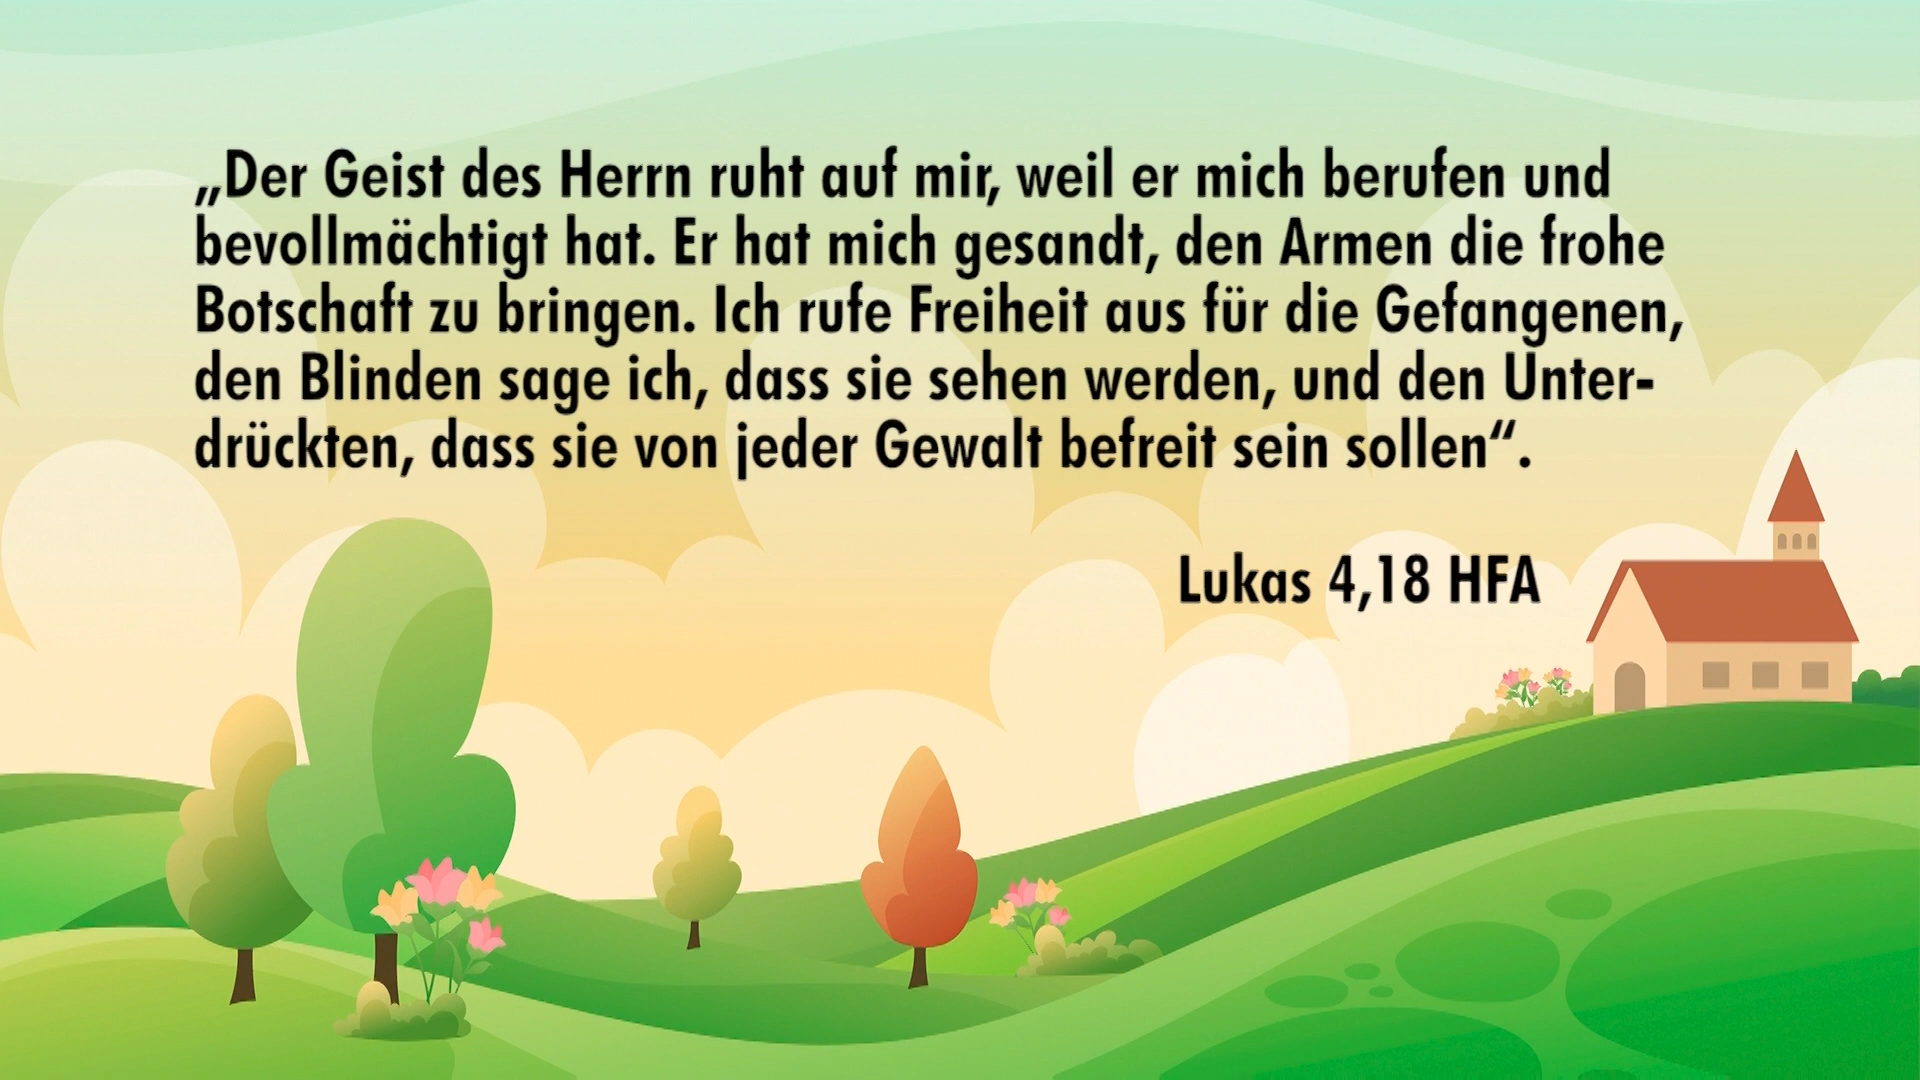 „Der Geist des Herrn ruht auf mir, weil er mich berufen und
bevollmächtigt hat. Er hat mich gesandt, den Armen die frohe
Botschaft zu bringen. Ich rufe Freiheit aus für die Gefangenen,
den Blinden sage ich, dass sie sehen werden, und den Unter-
drückten, dass sie von jeder Gewalt befreit sein sollen“.
Lukas 4,18 HFA